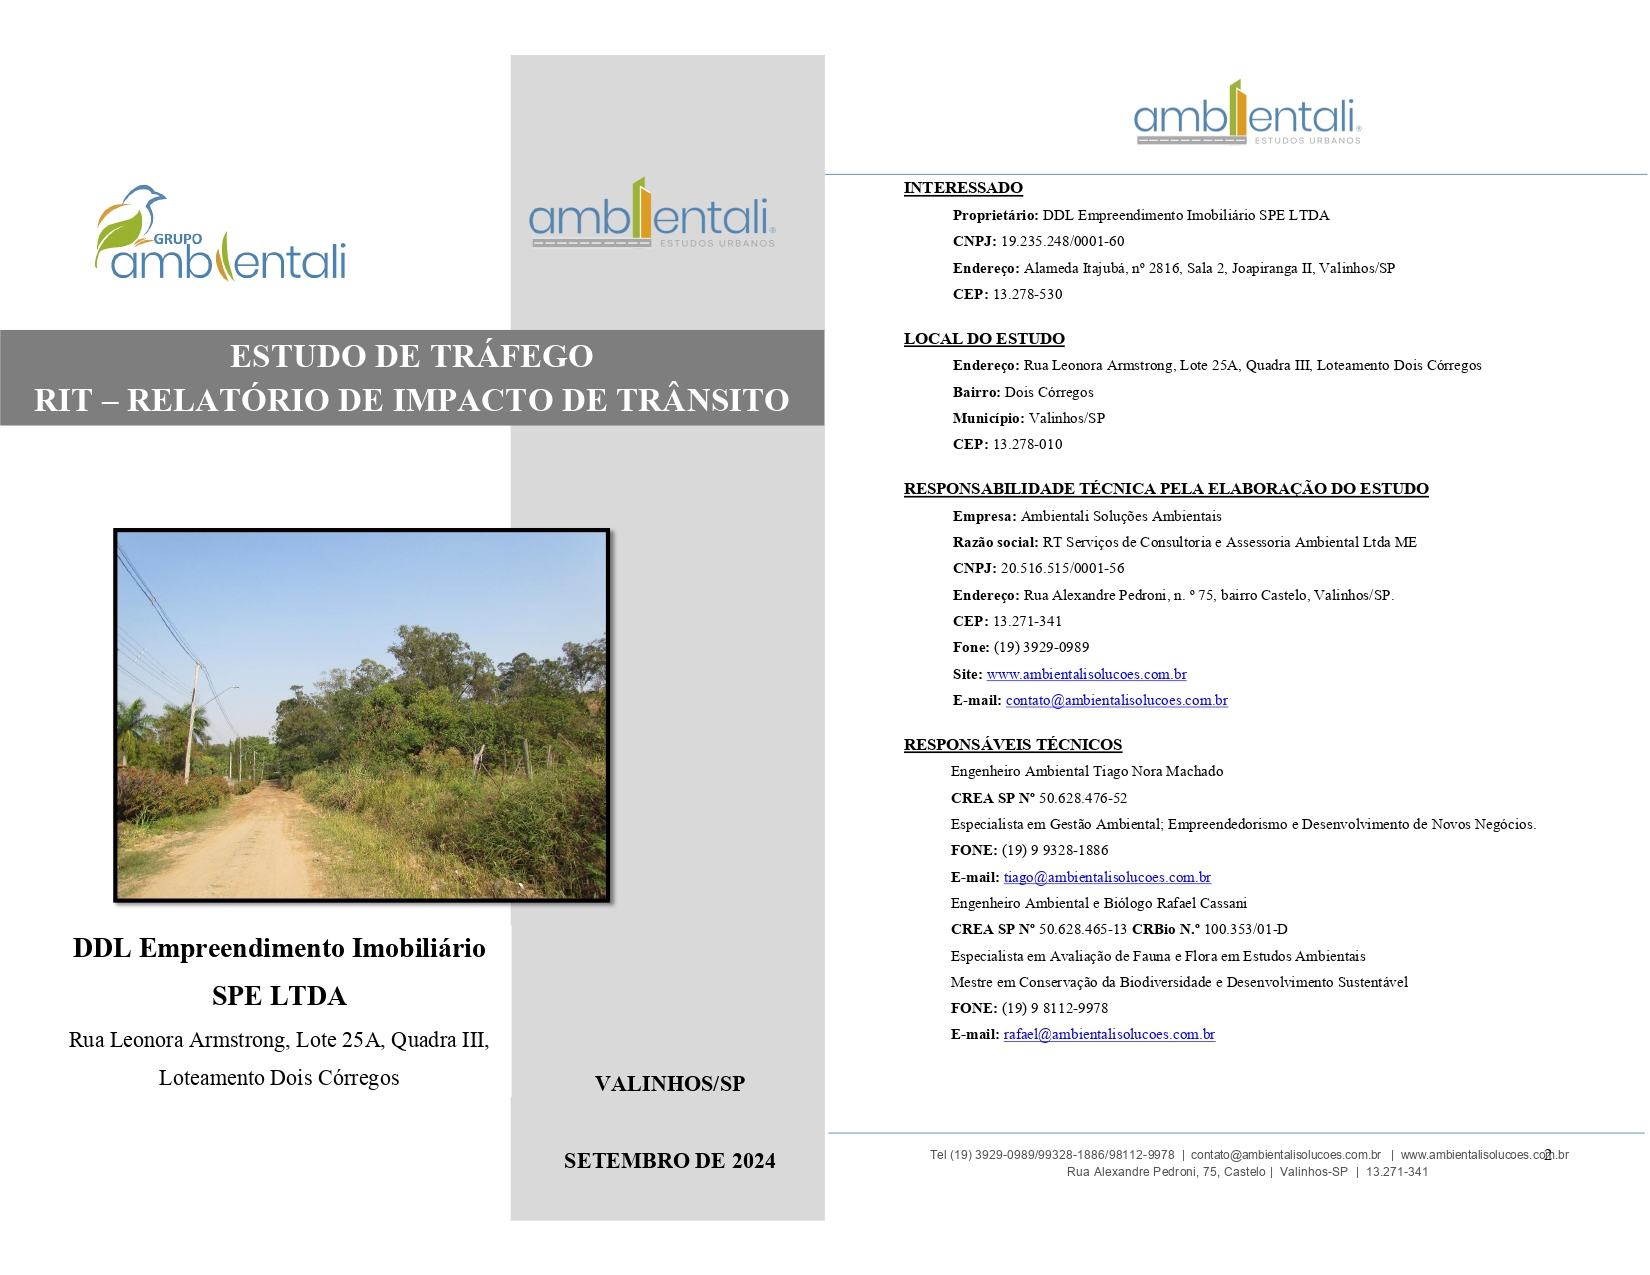 GRUPO
ambientali
ambientali®
ESTUDOS URBANOS
ESTUDO DE TRÁFEGO
RIT – RELATÓRIO DE IMPACTO DE TRÂNSITO
DDL Empreendimento Imobiliário
SPE LTDA
Rua Leonora Armstrong, Lote 25A, Quadra III,
Loteamento Dois Córregos
VALINHOS/SP
SETEMBRO DE 2024
ambientali®
ESTUDOS URBANOS
INTERESSADO
Proprietário: DDL Empreendimento Imobiliário SPE LTDA
CNPJ: 19.235.248/0001-60
Endereço: Alameda Itajubá, nº 2816, Sala 2, Joapiranga II, Valinhos/SP
CEP: 13.278-530
LOCAL DO ESTUDO
Endereço: Rua Leonora Armstrong, Lote 25A, Quadra III, Loteamento Dois Córregos
Bairro: Dois Córregos
Município: Valinhos/SP
CEP: 13.278-010
RESPONSABILIDADE TÉCNICA PELA ELABORAÇÃO DO ESTUDO
Empresa: Ambientali Soluções Ambientais
Razão social: RT Serviços de Consultoria e Assessoria Ambiental Ltda ME
CNPJ: 20.516.515/0001-56
Endereço: Rua Alexandre Pedroni, n. º 75, bairro Castelo, Valinhos/SP.
CEP: 13.271-341
Fone: (19) 3929-0989
Site: www.ambientalisolucoes.com.br
E-mail: contato@ambientalisolucoes.com.br
RESPONSÁVEIS TÉCNICOS
Engenheiro Ambiental Tiago Nora Machado
CREA SP Nº 50.628.476-52
Especialista em Gestão Ambiental; Empreendedorismo e Desenvolvimento de Novos Negócios.
FONE: (19) 9 9328-1886
E-mail: tiago@ambientalisolucoes.com.br
Engenheiro Ambiental e Biólogo Rafael Cassani
CREA SP Nº 50.628.465-13 CRBio N.º 100.353/01-D
Especialista em Avaliação de Fauna e Flora em Estudos Ambientais
Mestre em Conservação da Biodiversidade e Desenvolvimento Sustentável
FONE: (19) 9 8112-9978
E-mail: rafael@ambientalisolucoes.com.br
Tel (19) 3929-0989/99328-1886/98112-9978 | contato@ambientalisolucoes.com.br | www.ambientalisolucoes.com.br
2
Rua Alexandre Pedroni, 75, Castelo | Valinhos-SP | 13.271-341